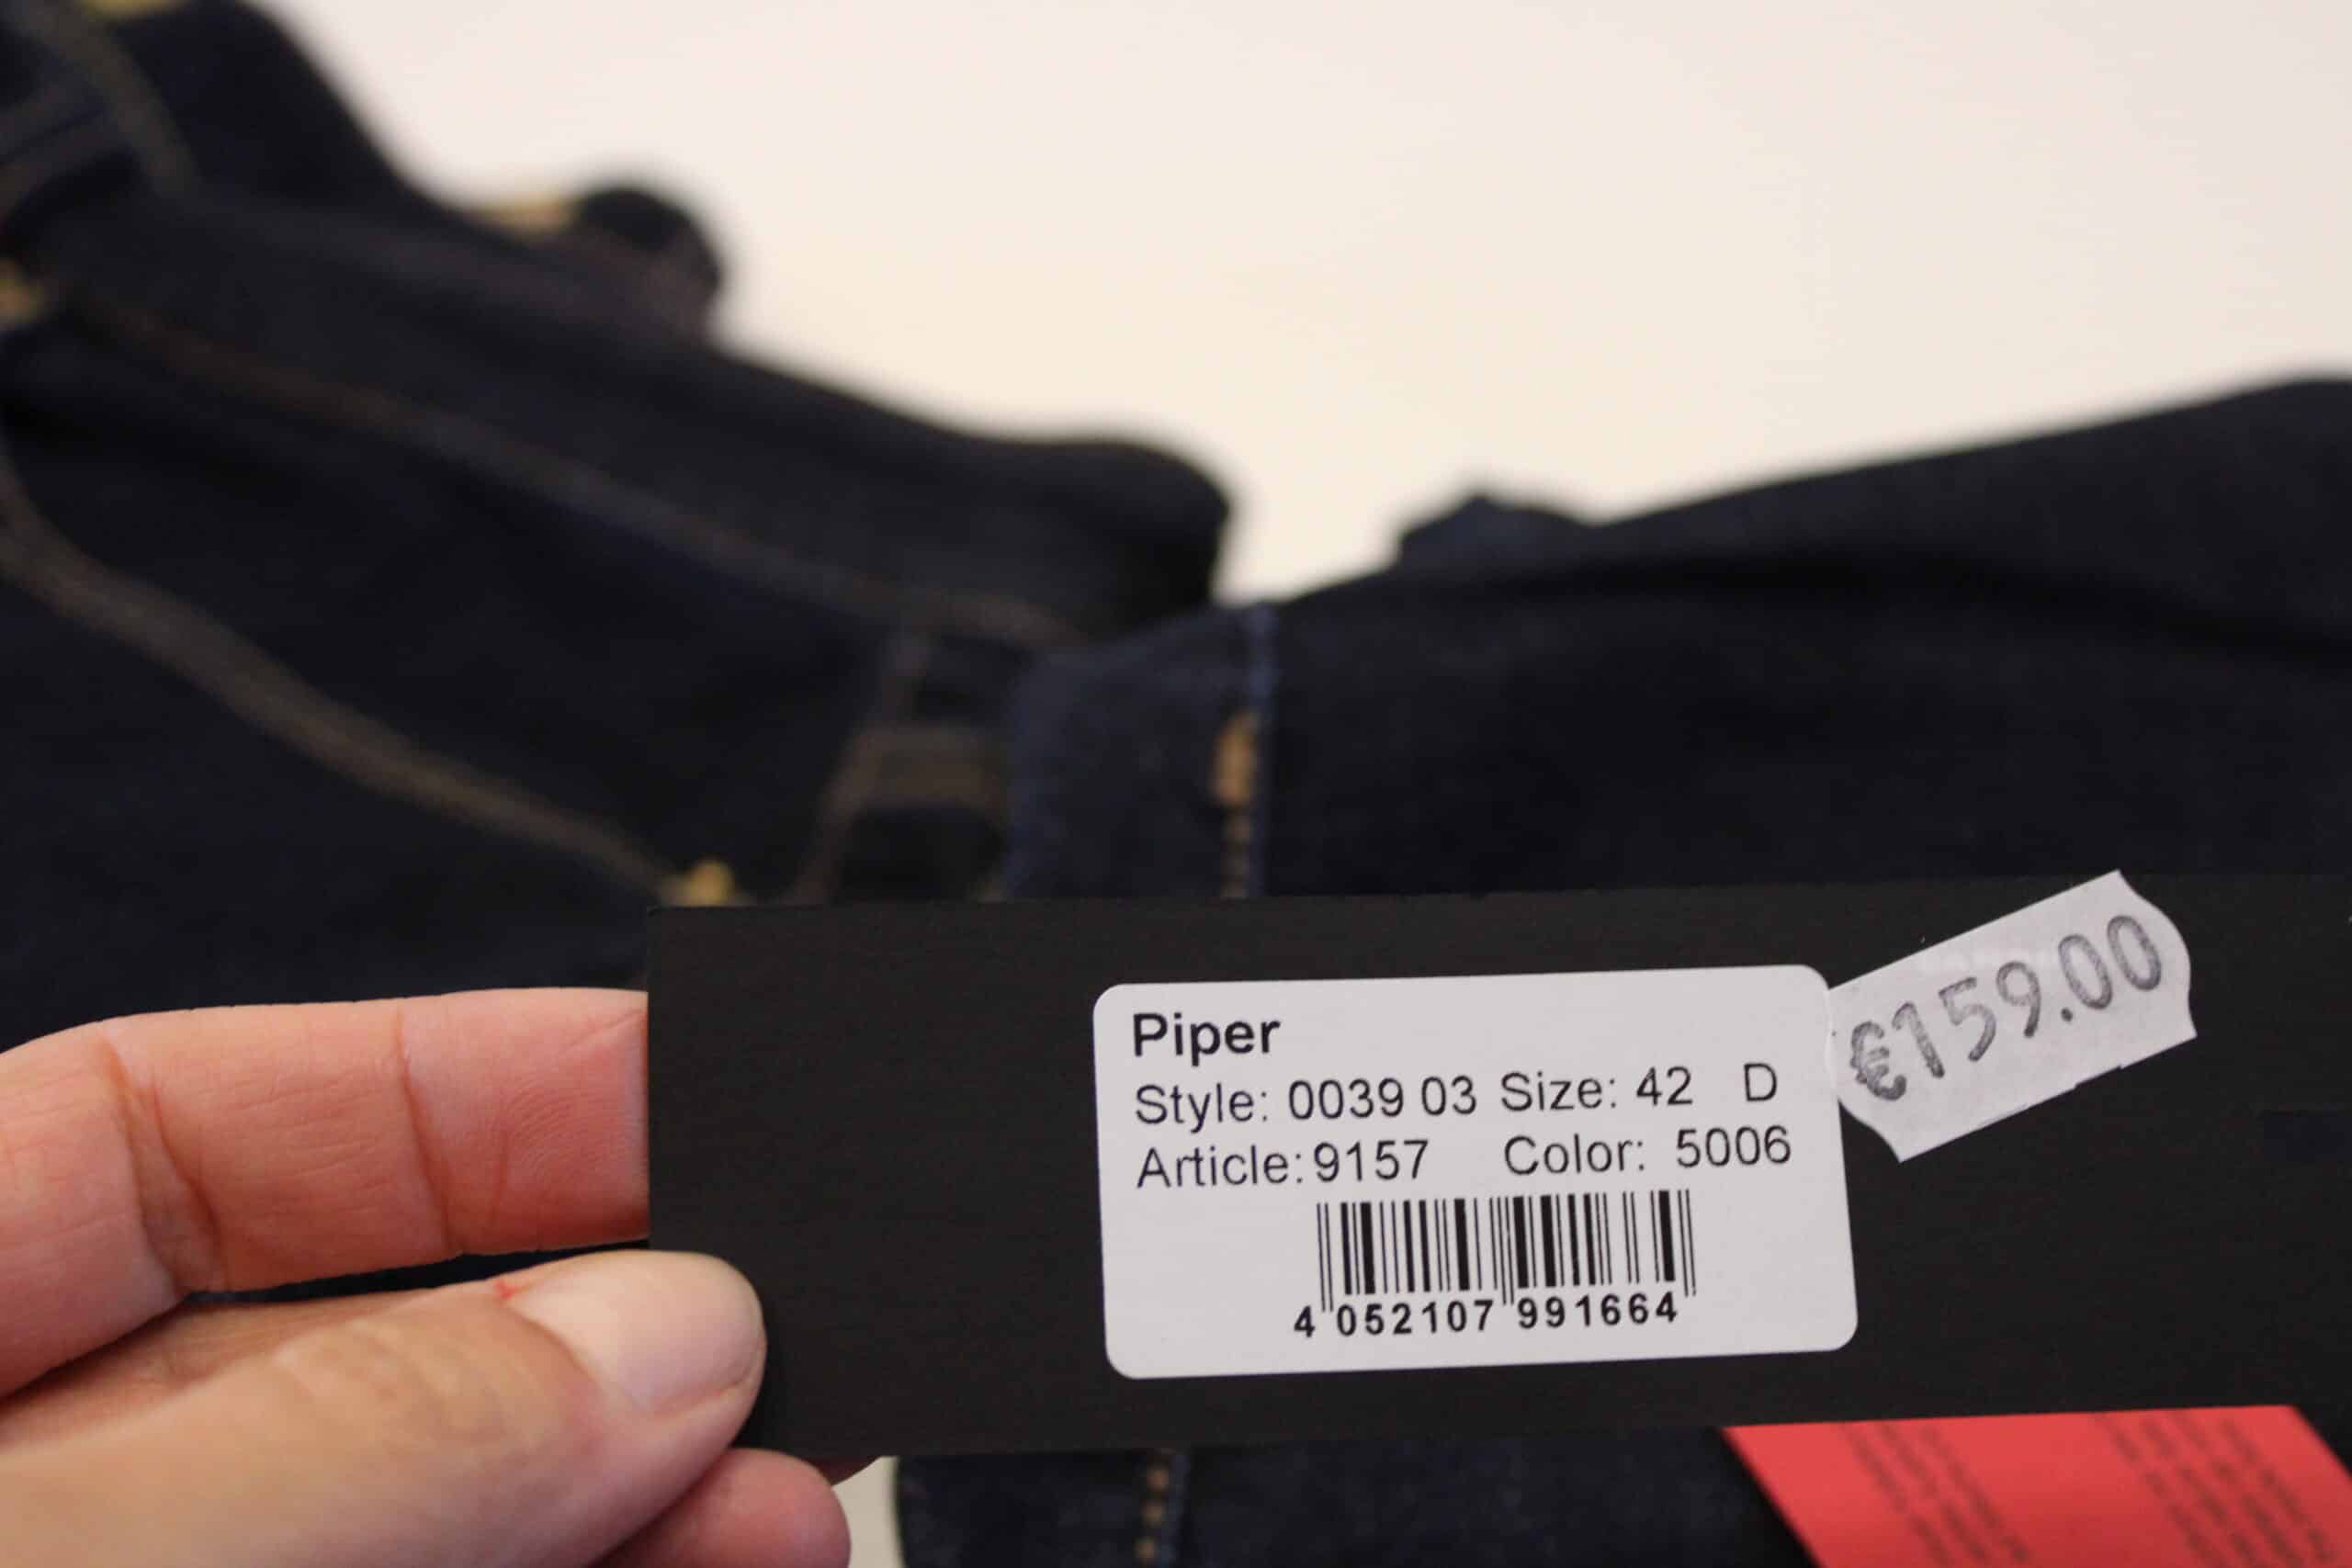 Piper
Style: 0039 03 Size: 42 D
Article: 9157 Color: 5006
4 052107 991664
€159.00